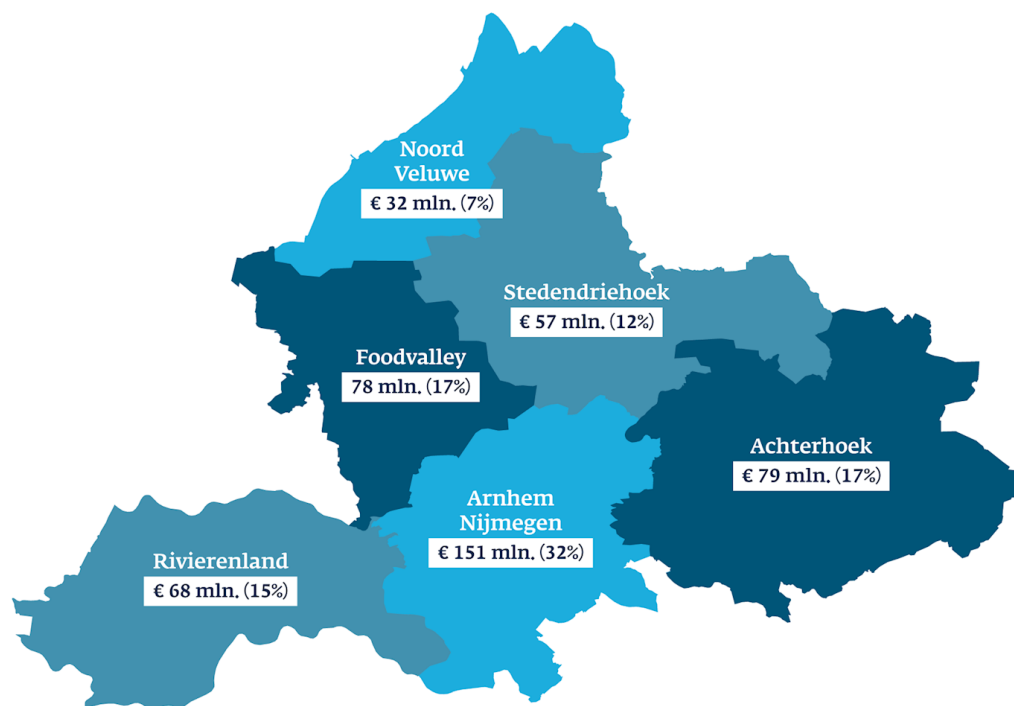 Noord
Veluwe
€ 32 mln. (7%)
Stedendriehoek
€ 57 mln. (12%)
Foodvalley
78 mln. (17%)
Achterhoek
€ 79 mln. (17%)
Arnhem
Nijmegen
€ 151 mln. (32%)
Rivierenland
€ 68 mln. (15%)